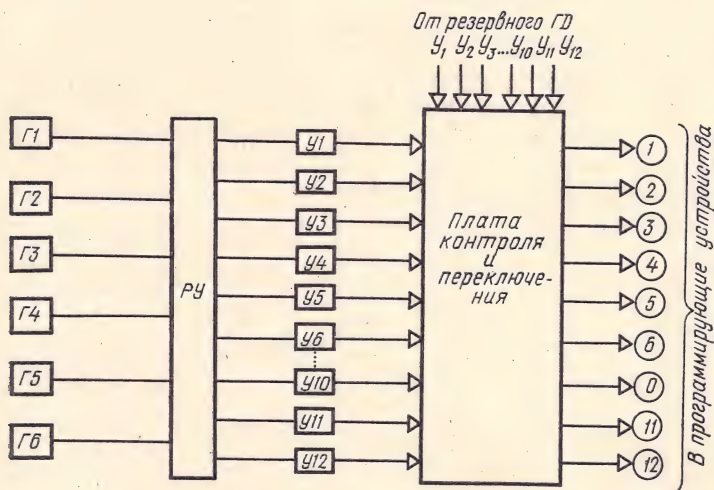 От резервного ГД
У1 У2 У3...У10 У11 У12
Г1
Г2
Г3
Г4
Г5
Г6
РУ
У1
У2
У3
У4
У5
У6
У10
У11
У12
Плата
контроля
и
переключе-
ния
1
2
3
4
5
6
0
11
12
В программирующие устройства